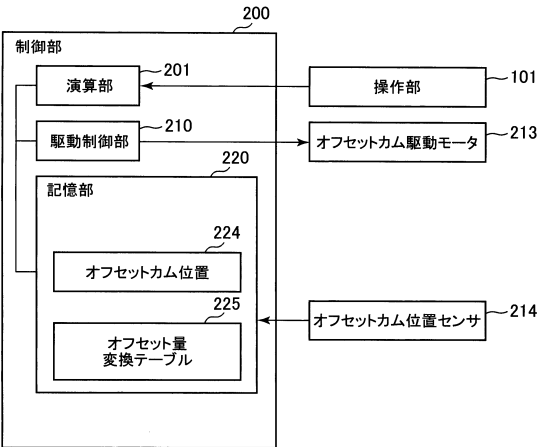 200
制御部
201
演算部
操作部
101
210
駆動制御部
オフセットカム駆動モータ
213
220
記憶部
224
オフセットカム位置
225
オフセット量
変換テーブル
オフセットカム位置センサ
214